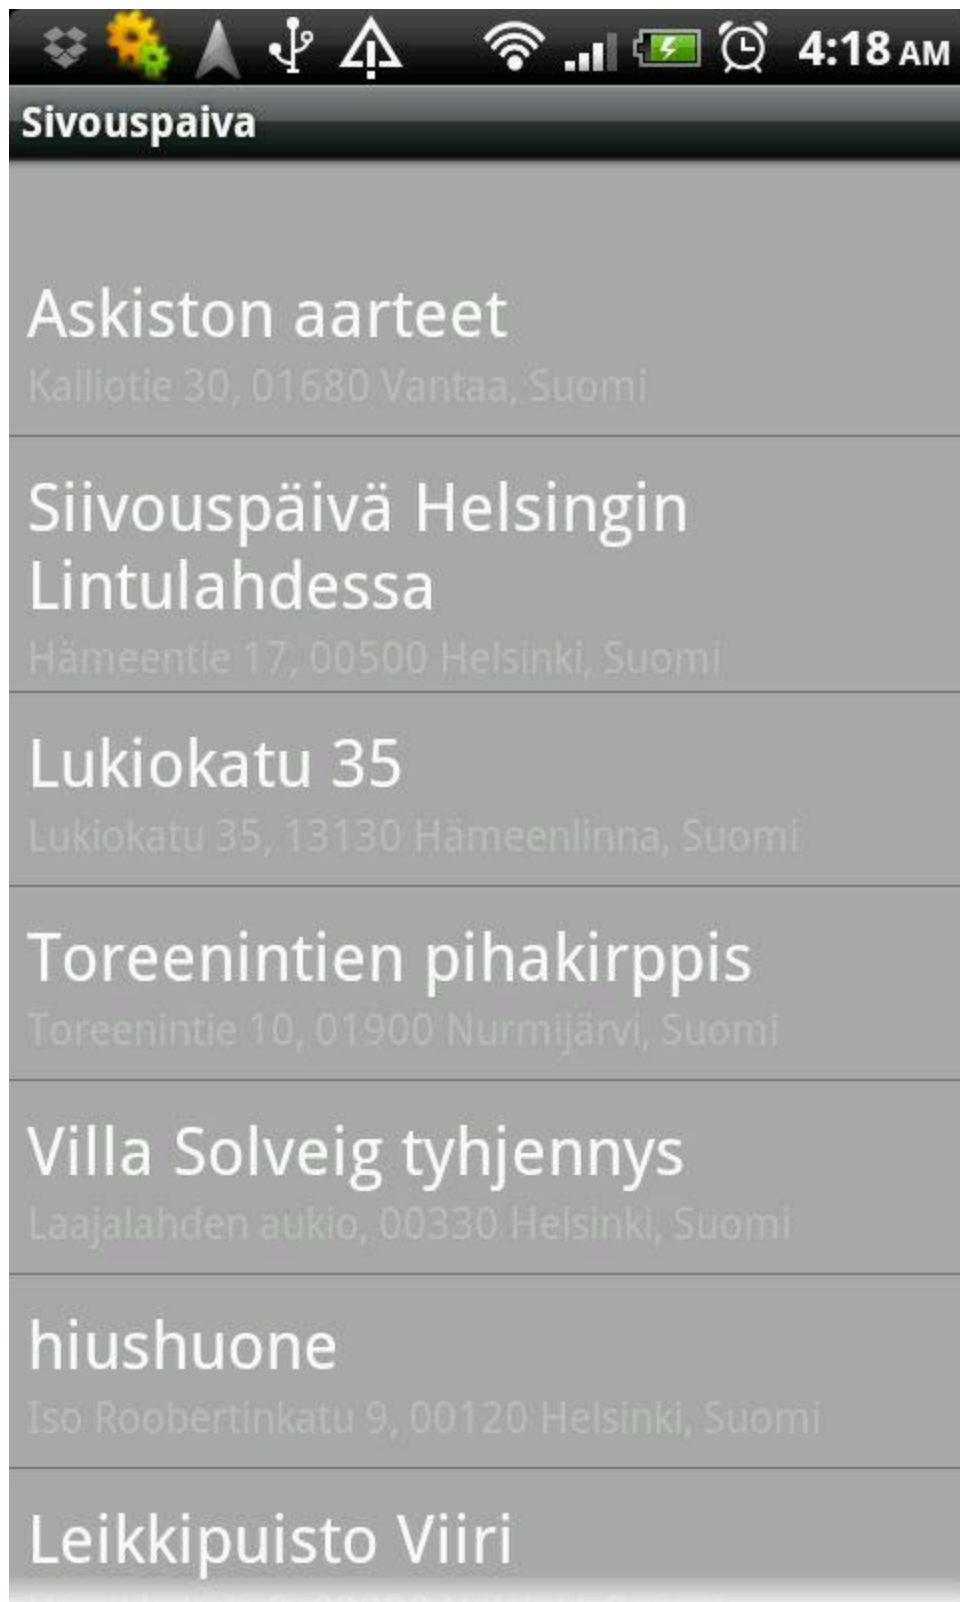 4:18 AM
Sivouspaiva
Askiston aarteet
Kalliotie 30, 01680 Vantaa, Suomi
Siivouspäivä Helsingin
Lintulahdessa
Hämeentie 17, 00500 Helsinki, Suomi
Lukiokatu 35
Lukiokatu 35, 13130 Hämeenlinna, Suomi
Toreenintien pihakirppis
Toreenintie 10, 01900 Nurmijärvi, Suomi
Villa Solveig tyhjennys
Laajalahden aukio, 00330 Helsinki, Suomi
hiushuone
Iso Roobertinkatu 9, 00120 Helsinki, Suomi
Leikkipuisto Viiri